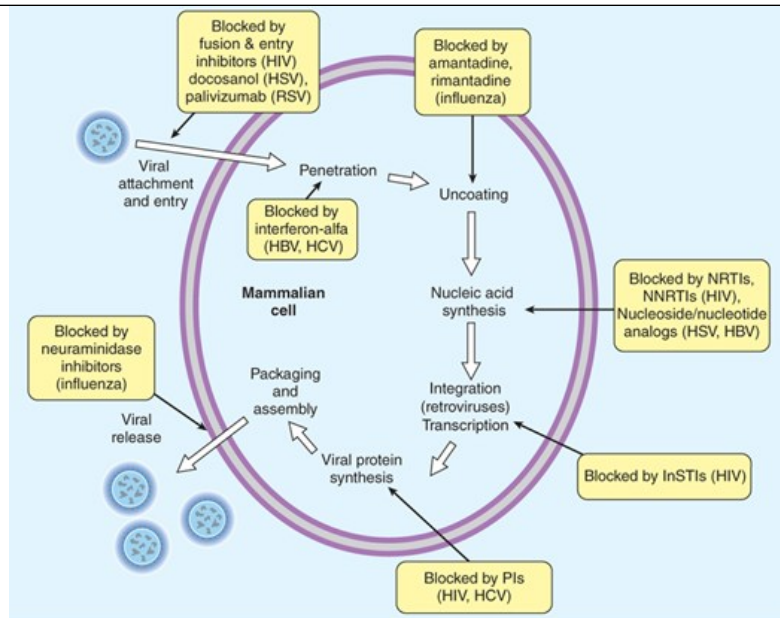 Blocked by
fusion & entry
inhibitors (HIV)
docosanol (HSV),
palivizumab (RSV)
Blocked by
amantadine,
rimantadine
(influenza)
Viral
attachment
and entry
Penetration
Uncoating
Blocked by
interferon-alfa
(HBV, HCV)
Mammalian
cell
Nucleic acid
synthesis
Blocked by NRTIs,
NNRTIs (HIV),
Nucleoside/nucleotide
analogs (HSV, HBV)
Blocked by
neuraminidase
inhibitors
(influenza)
Packaging
and
assembly
Integration
(retroviruses)
Transcription
Viral
release
Viral protein
synthesis
Blocked by InSTIs (HIV)
Blocked by PIs
(HIV, HCV)